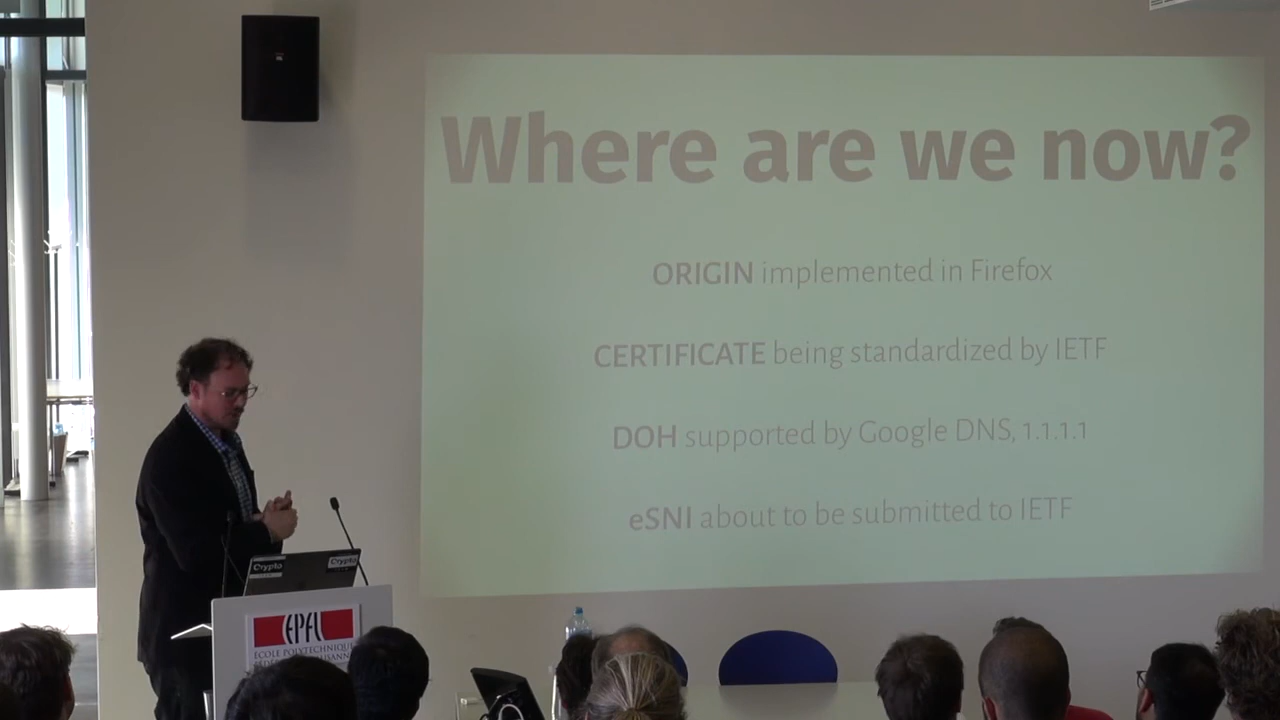 Where are we now?
ORIGIN implemented in Firefox
CERTIFICATE being standardized by IETF
DOH supported by Google DNS, 1.1.1.1
eSNI about to be submitted to IETF
Crypto
Crypto
EPFL
ÉCOLE POLYTECHNIQUE